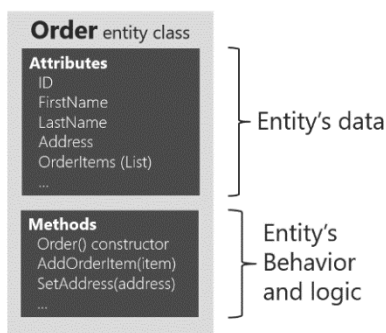 Order entity class
Attributes
ID
FirstName
LastName
Address
OrderItems (List)
...
Entity's data
Methods
Order() constructor
AddOrderItem(item)
SetAddress(address)
...
Entity's
Behavior
and logic